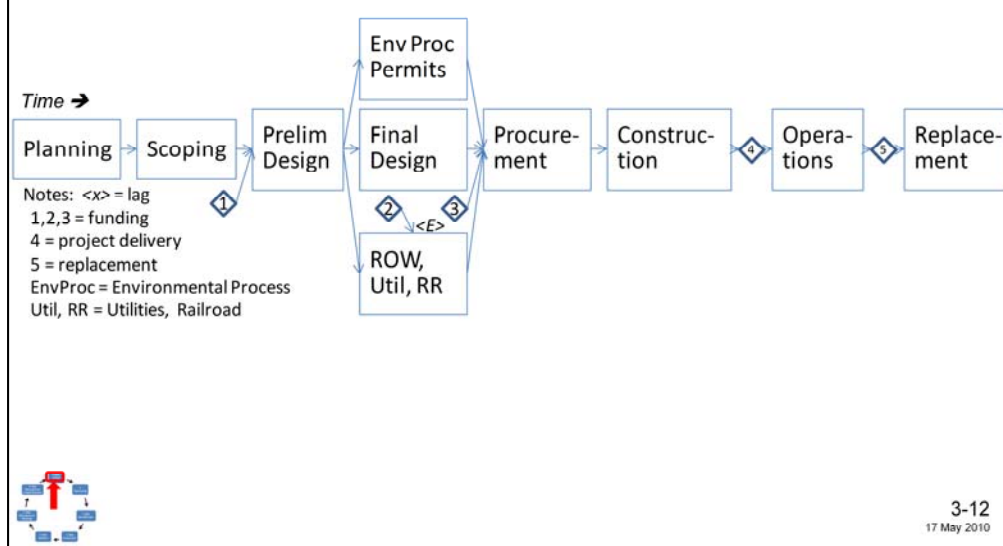 Env Proc
Permits
Time →
Planning
Scoping
Prelim
Design
Final
Design
Procure-
ment
Construc-
tion
4
Opera-
tions
5
Replace-
ment
Notes: <x> = lag
1,2,3 = funding
4 = project delivery
5 = replacement
EnvProc = Environmental Process
Util, RR = Utilities, Railroad
1
2
3
<E>
ROW,
Util, RR
3-12
17 May 2010